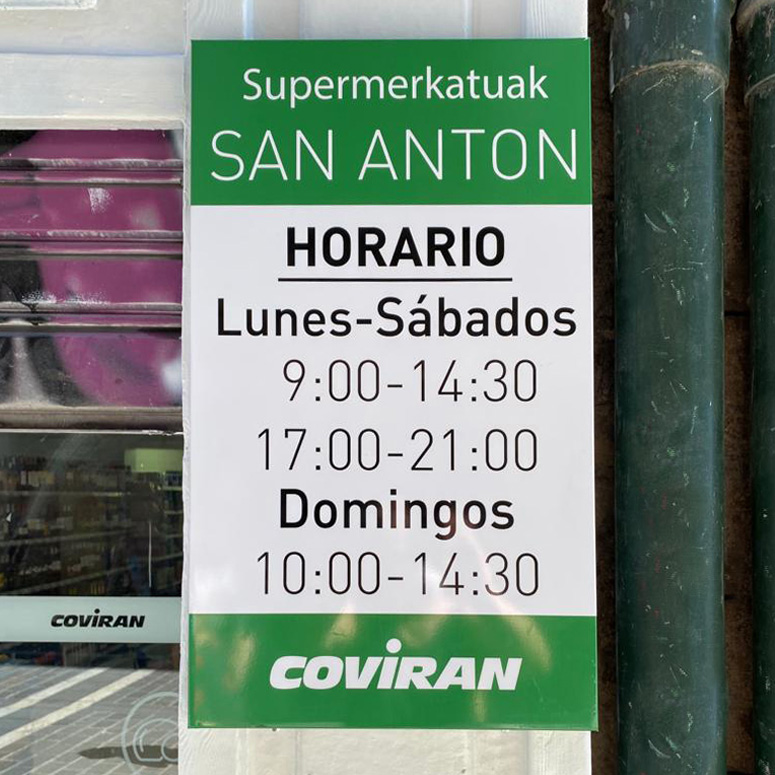 Supermerkatuak
SAN ANTON
HORARIO
Lunes-Sábados
9:00-14:30
17:00-21:00
Domingos
10:00-14:30
COVIRAN
COVIRAN